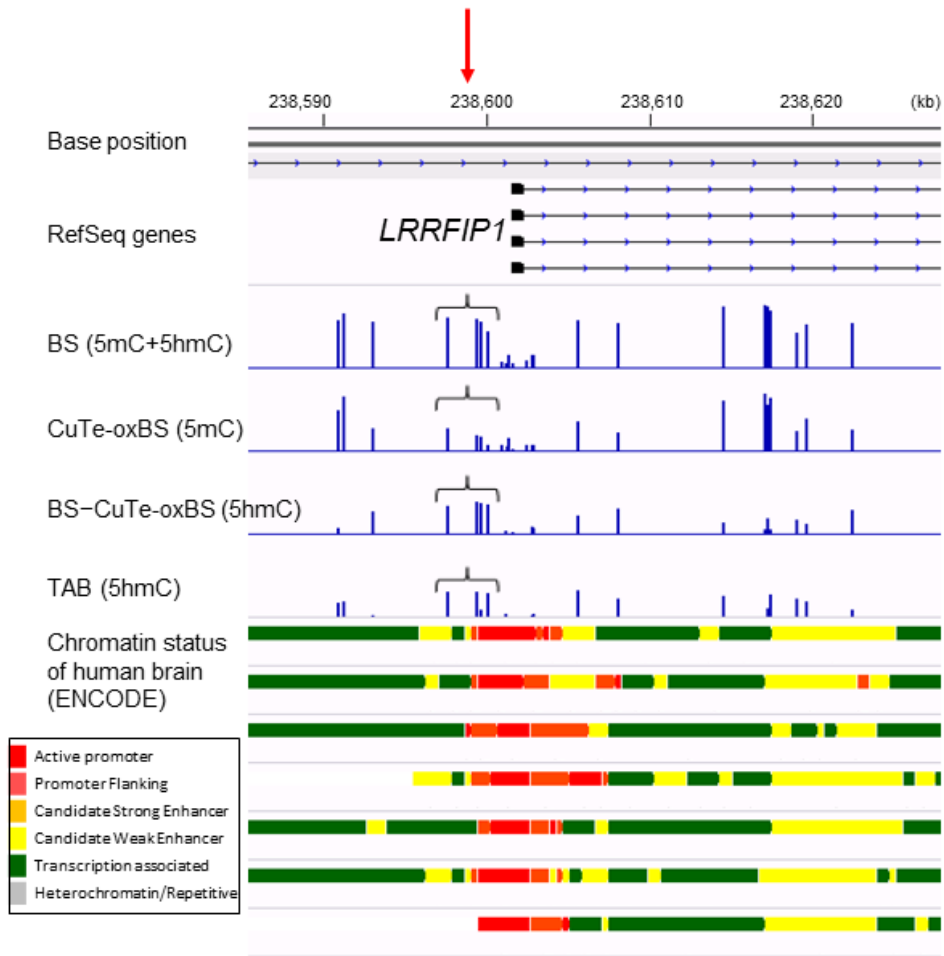 238,590 238,600 238,610 238,620 (kb)
Base position
RefSeq genes
LRRFIP1
BS (5mC+5hmC)
CuTe-oxBS (5mC)
BS−CuTe-oxBS (5hmC)
TAB (5hmC)
Chromatin status
of human brain
(ENCODE)
Active promoter
Promoter Flanking
Candidate Strong Enhancer
Candidate Weak Enhancer
Transcription associated
Heterochromatin/Repetitive